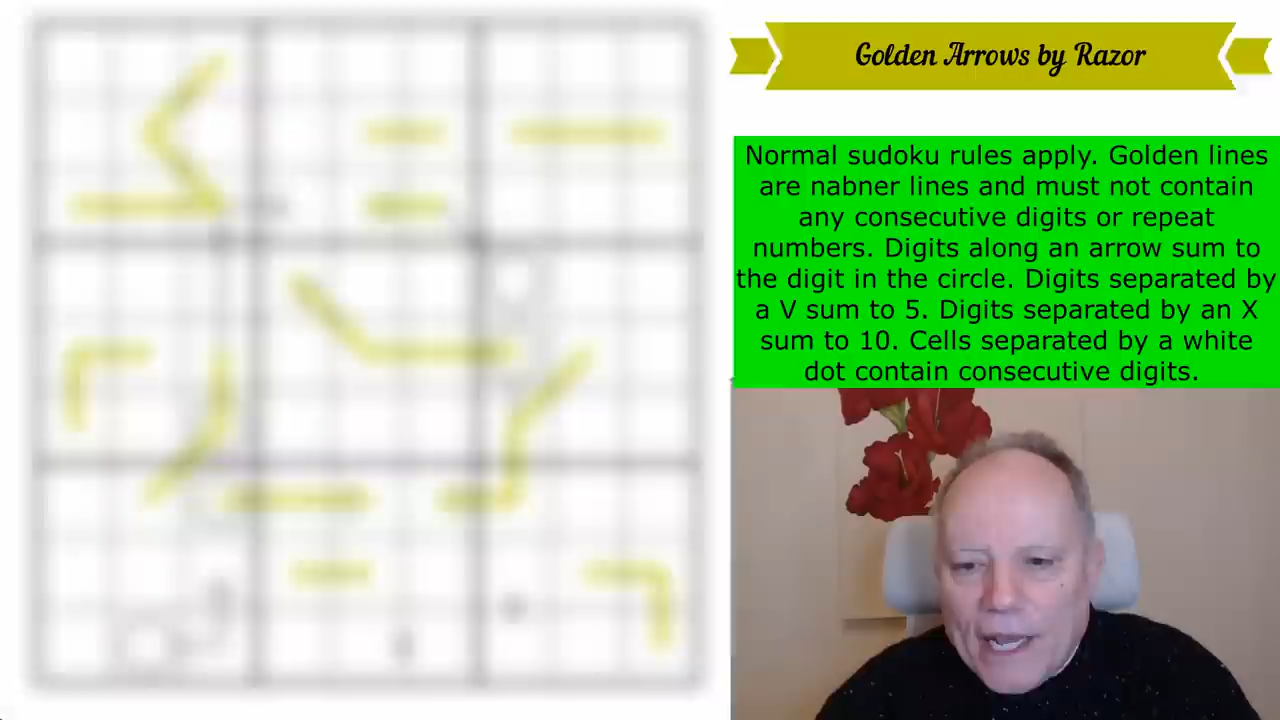 Golden Arrows by Razor
Normal sudoku rules apply. Golden lines
are nabner lines and must not contain
any consecutive digits or repeat
numbers. Digits along an arrow sum to
the digit in the circle. Digits separated by
a V sum to 5. Digits separated by an X
sum to 10. Cells separated by a white
dot contain consecutive digits.